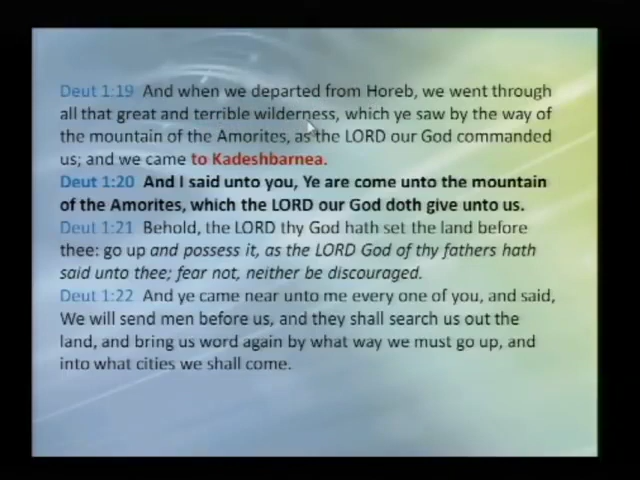 Deut 1:19 And when we departed from Horeb, we went through
all that great and terrible wilderness, which ye saw by the way of
the mountain of the Amorites, as the LORD our God commanded
us; and we came to Kadeshbarnea.
Deut 1:20 And I said unto you, Ye are come unto the mountain
of the Amorites, which the LORD our God doth give unto us.
Deut 1:21 Behold, the LORD thy God hath set the land before
thee: go up and possess it, as the LORD God of thy fathers hath
said unto thee; fear not, neither be discouraged.
Deut 1:22 And ye came near unto me every one of you, and said,
We will send men before us, and they shall search us out the
land, and bring us word again by what way we must go up, and
into what cities we shall come.